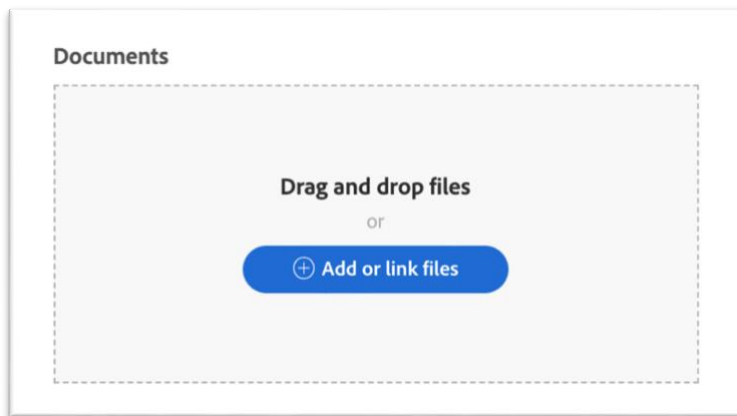 Documents
Drag and drop files
or
Add or link files